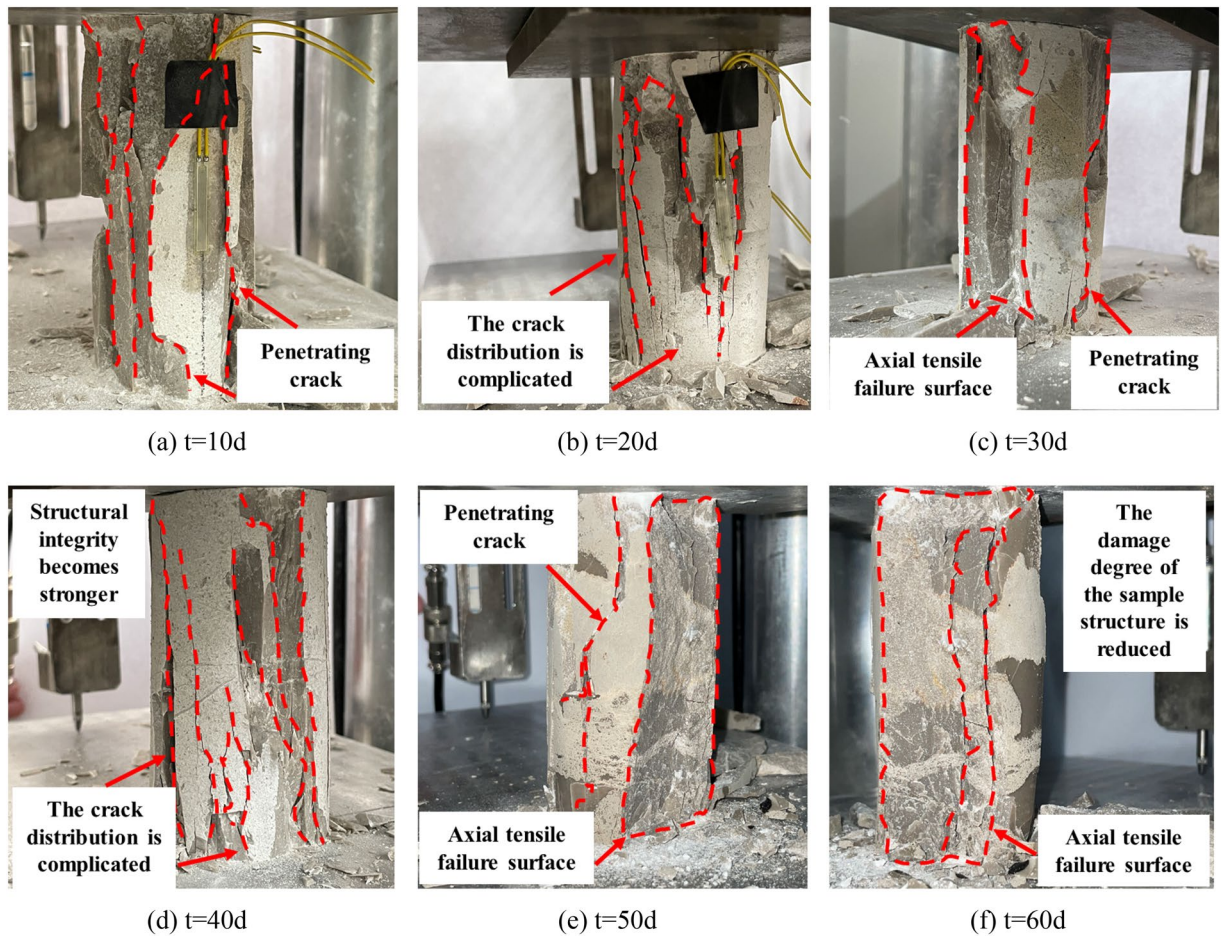 Penetrating
crack
(a) t=10d
The crack
distribution is
complicated
(b) t=20d
Axial tensile
failure surface
Penetrating
crack
(c) t=30d
Structural
integrity
becomes
stronger
The crack
distribution is
complicated
(d) t=40d
Penetrating
crack
Axial tensile
failure surface
(e) t=50d
The
damage
degree of
the sample
structure is
reduced
Axial tensile
failure surface
(f) t=60d